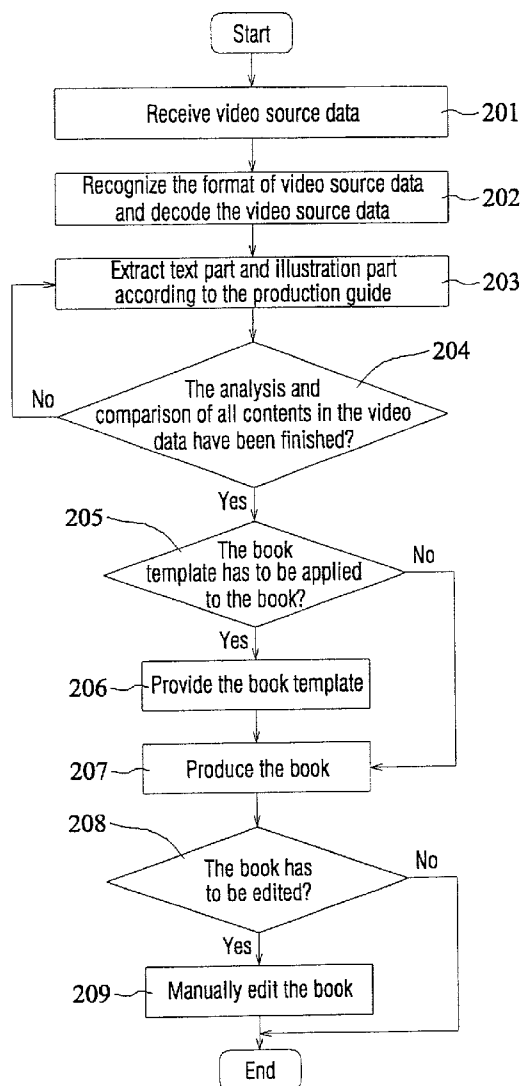 Start
Receive video source data
201
Recognize the format of video source data
and decode the video source data
202
Extract text part and illustration part
according to the production guide
203
204
The analysis and
comparison of all contents in the video
data have been finished?
No
Yes
205
The book
template has to be applied
to the book?
No
Yes
206
Provide the book template
207
Produce the book
208
The book has
to be edited?
No
Yes
209
Manually edit the book
End